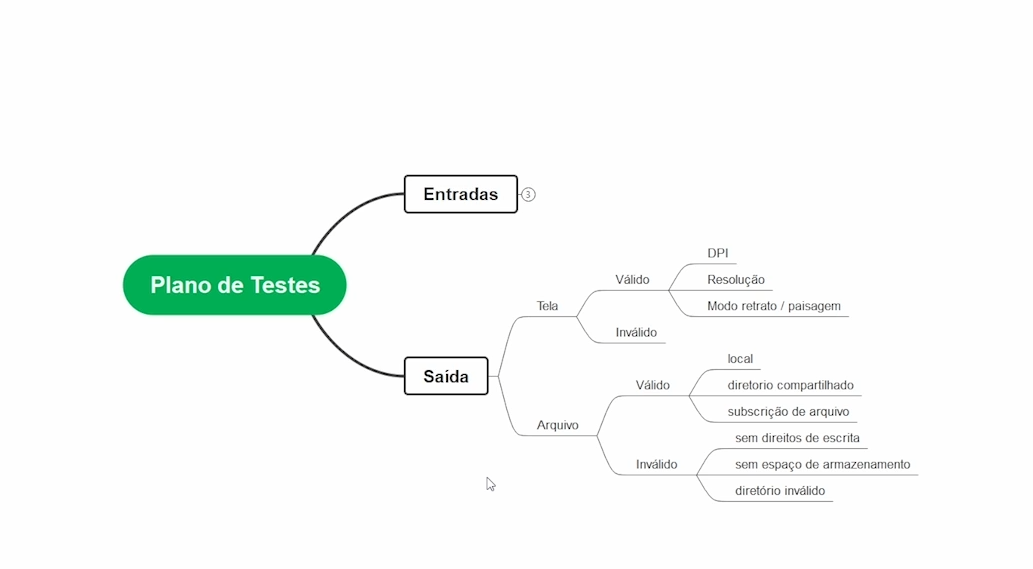 Plano de Testes
Entradas
3
Saída
Tela
Válido
DPI
Resolução
Modo retrato / paisagem
Inválido
Arquivo
Válido
local
diretorio compartilhado
subscrição de arquivo
Inválido
sem direitos de escrita
sem espaço de armazenamento
diretório inválido